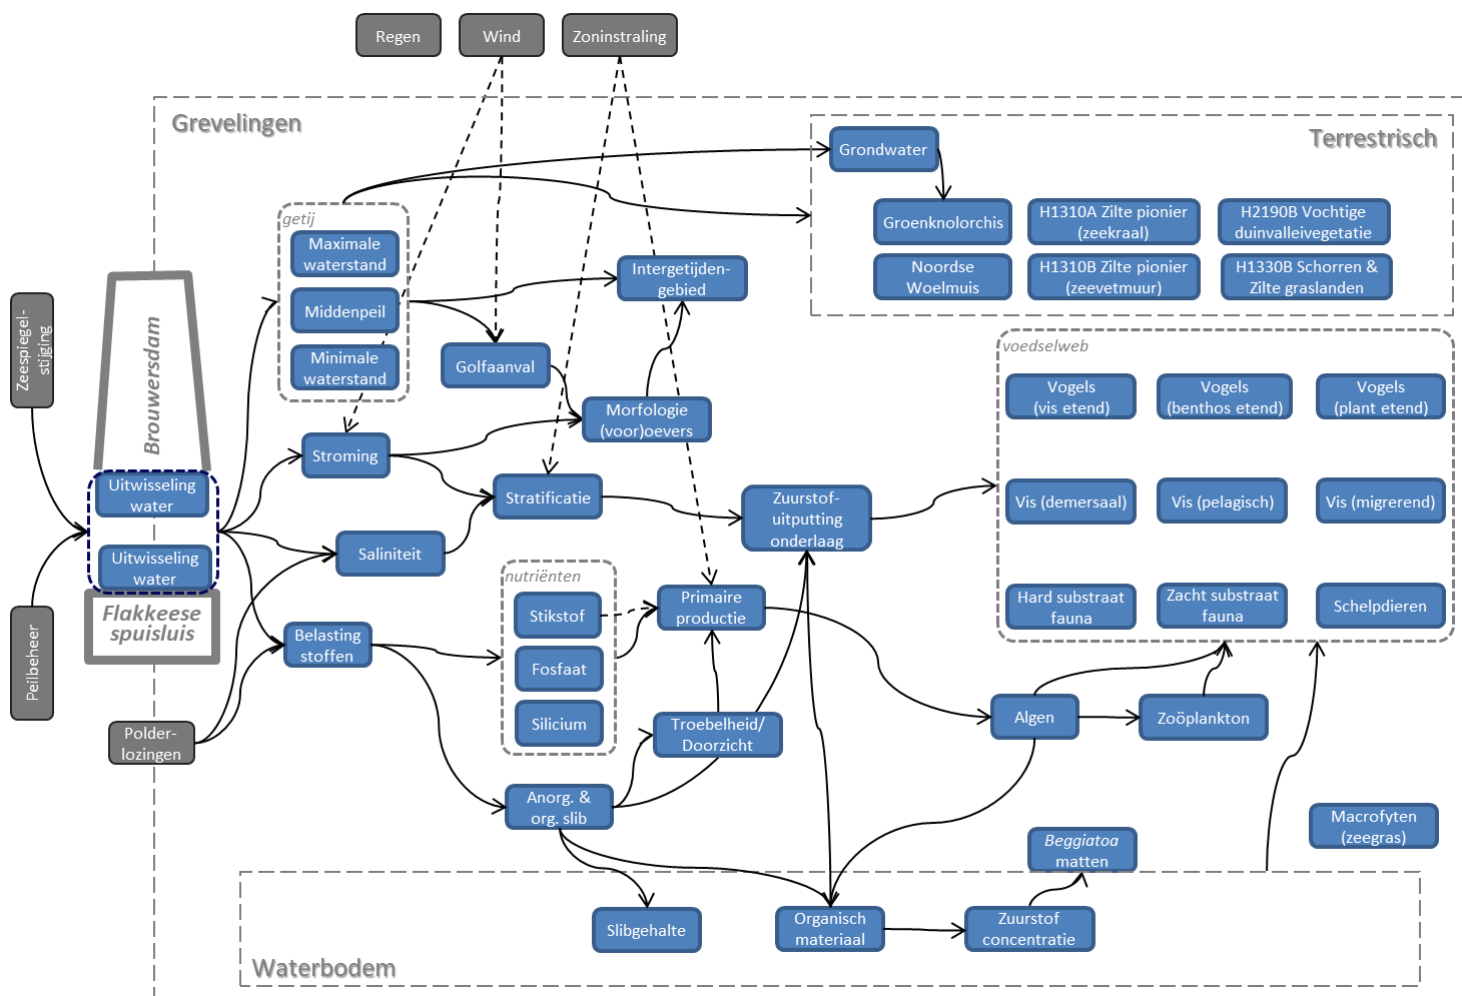 Regen
Wind
Zoninstraling
Grevelingen
Terrestrisch
Grondwater
getij
Maximale
waterstand
Middenpeil
Minimale
waterstand
Groenknolorchis
H1310A Zilte pionier
(zeekraal)
H2190B Vochtige
duinvalleivegetatie
Noordse
Woelmuis
H1310B Zilte pionier
(zeevetmuur)
H1330B Schorren &
Zilte graslanden
Intergetijden-
gebied
Golfaanval
Zeespiegel-
stijging
Brouwersdam
Morfologie
(voor)oevers
Stroming
Stratificatie
Saliniteit
Zuurstof-
uitputting
onderlaag
voedselweb
Vogels
(vis etend)
Vogels
(benthos etend)
Vogels
(plant etend)
Vis (demersaal)
Vis (pelagisch)
Vis (migrerend)
Hard substraat
fauna
Zacht substraat
fauna
Schelpdieren
Uitwisseling
water
Uitwisseling
water
Flakkeese
spuisluis
Peilbeheer
Polder-
lozingen
Belasting
stoffen
nutriënten
Stikstof
Fosfaat
Silicium
Primaire
productie
Troebelheid/
Doorzicht
Anorg. &
org. slib
Algen
Zoöplankton
Macrofyten
(zeegras)
Beggiatoa
matten
Slibgehalte
Organisch
materiaal
Zuurstof
concentratie
Waterbodem